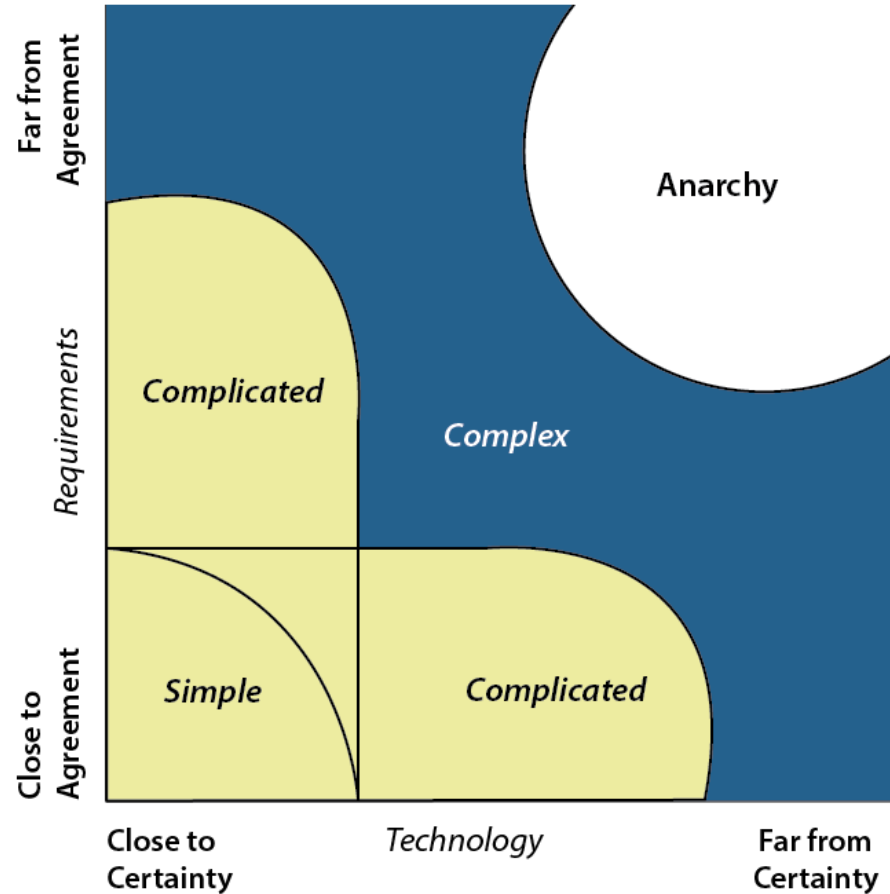 Far from
Agreement
Anarchy
Complicated
Requirements
Complex
Simple
Complicated
Close to
Agreement
Close to
Certainty
Technology
Far from
Certainty